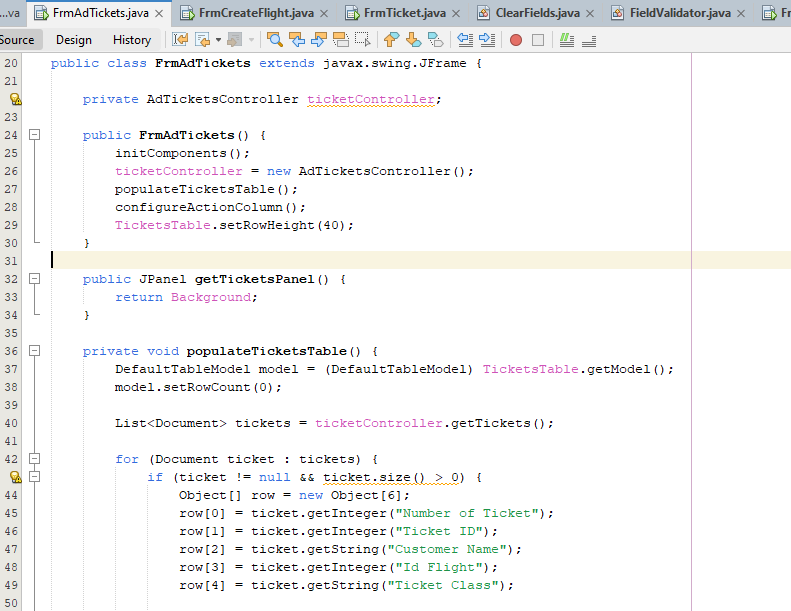 ...va FrmAdTickets.java × FrmCreateFlight.java × FrmTicket.java × ClearFields.java × FieldValidator.java × Fr
Source Design History
20 public class FrmAdTickets extends javax.swing.JFrame {
21
private AdTicketsController ticketController;
23
24 public FrmAdTickets() {
25 initComponents();
26 ticketController = new AdTicketsController();
27 populateTicketsTable();
28 configureActionColumn();
29 TicketsTable.setRowHeight(40);
30 }
31
32 public JPanel getTicketsPanel() {
33 return Background;
34 }
35
36 private void populateTicketsTable() {
37 DefaultTableModel model = (DefaultTableModel) TicketsTable.getModel();
38 model.setRowCount(0);
39
40 List<Document> tickets = ticketController.getTickets();
41
42 for (Document ticket : tickets) {
if (ticket != null && ticket.size() > 0) {
44 Object[] row = new Object[6];
45 row[0] = ticket.getInteger("Number of Ticket");
46 row[1] = ticket.getInteger("Ticket ID");
47 row[2] = ticket.getString("Customer Name");
48 row[3] = ticket.getInteger("Id Flight");
49 row[4] = ticket.getString("Ticket Class");
50